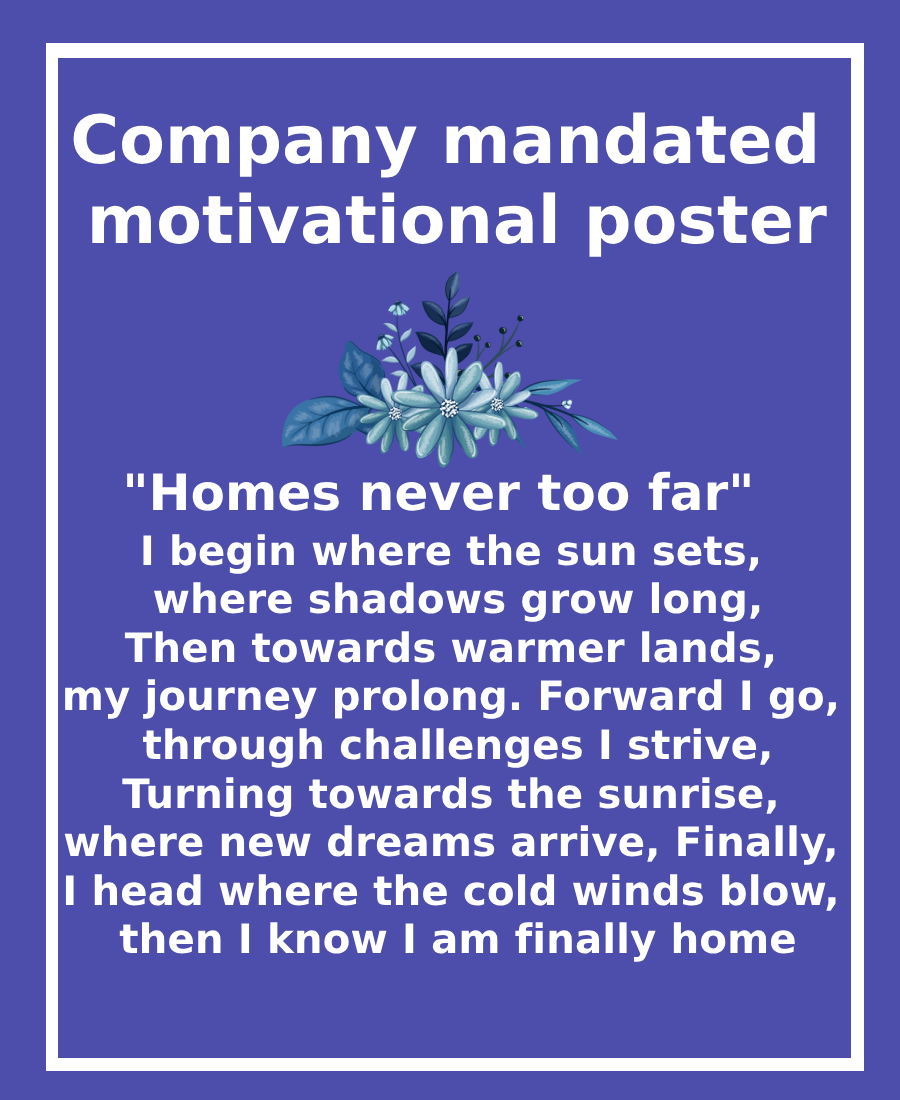 Company mandated
motivational poster
"Homes never too far"
I begin where the sun sets,
where shadows grow long,
Then towards warmer lands,
my journey prolong. Forward I go,
through challenges I strive,
Turning towards the sunrise,
where new dreams arrive, Finally,
I head where the cold winds blow,
then I know I am finally home